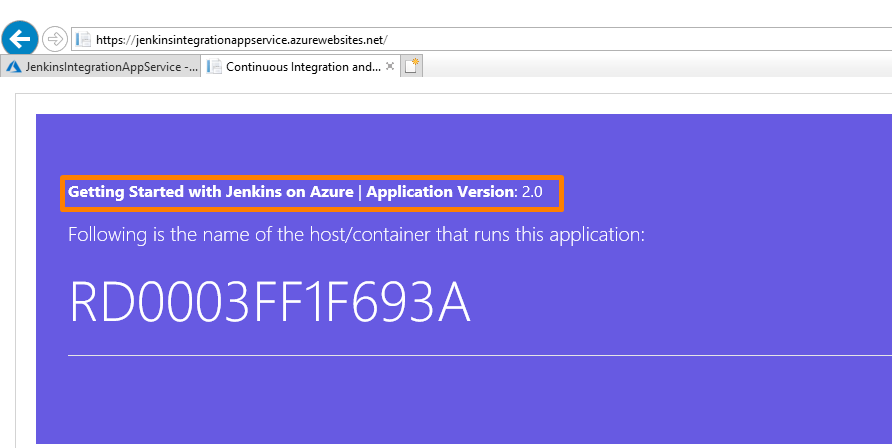 https://jenkinsintegrationappservice.azurewebsites.net/
JenkinsIntegrationAppService -...
Continuous Integration and...
Getting Started with Jenkins on Azure | Application Version: 2.0
Following is the name of the host/container that runs this application:
RD0003FF1F693A